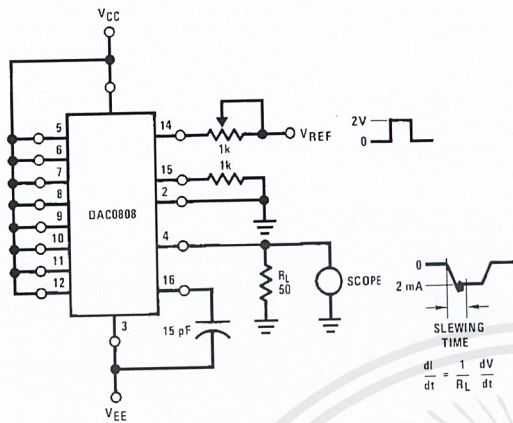 VCC
5
6
7
8
9
10
11
12
DAC0808
14
1k
VREF
15
1k
2
4
16
3
15 pF
RL
50
SCOPE
VEE
2V
0
0
2 mA
SLEWING
TIME
dI/dt = 1/RL dV/dt